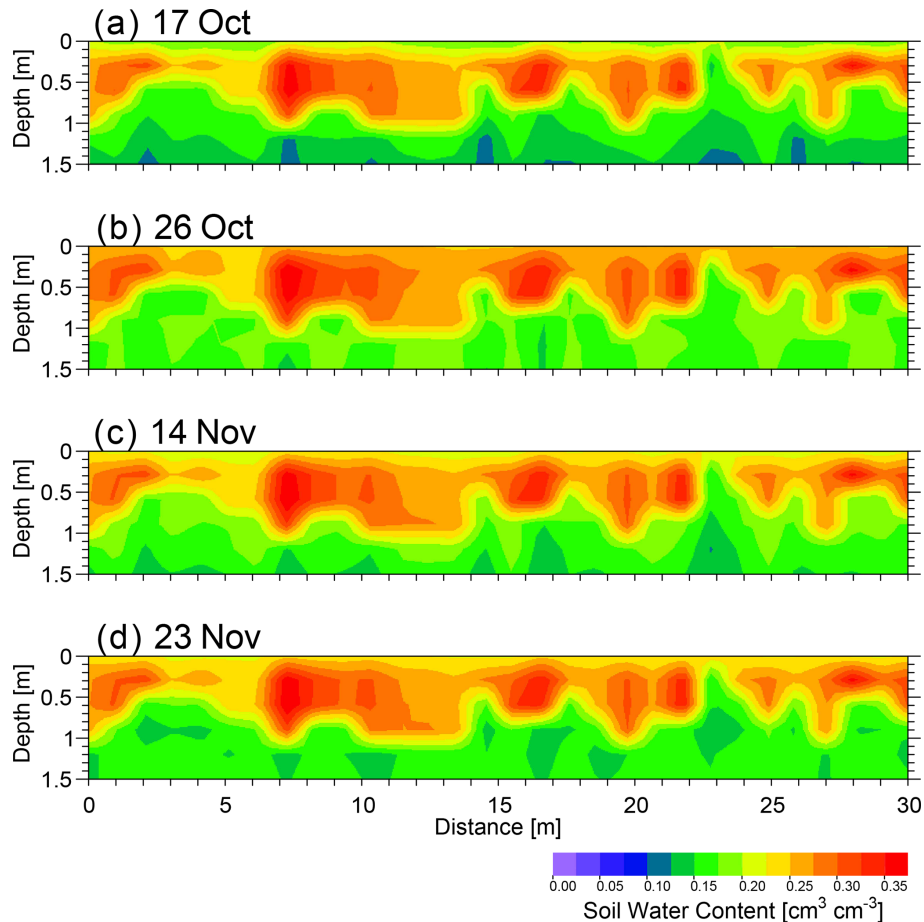 (a) 17 Oct
0
0.5
1
1.5
Depth [m]
(b) 26 Oct
0
0.5
1
1.5
Depth [m]
(c) 14 Nov
0
0.5
1
1.5
Depth [m]
(d) 23 Nov
0
0.5
1
1.5
Depth [m]
0 5 10 15 20 25 30
Distance [m]
0.00 0.05 0.10 0.15 0.20 0.25 0.30 0.35
Soil Water Content [cm³ cm⁻³]